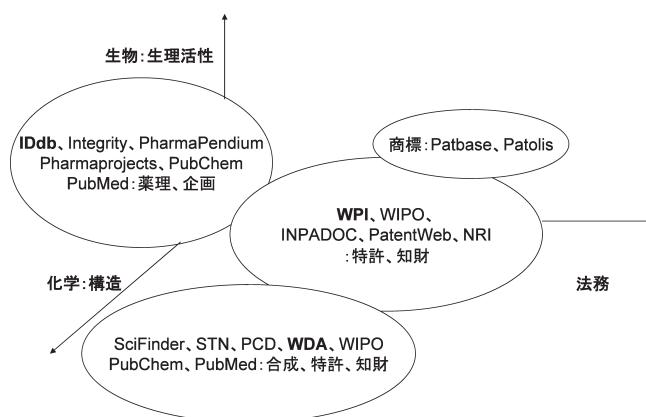 生物：生理活性
IDdb、Integrity、PharmaPendium
Pharmaprojects、PubChem
PubMed：薬理、企画
商標：Patbase、Patolis
WPI、WIPO、
INPADOC、PatentWeb、NRI
：特許、知財
化学：構造
法務
SciFinder、STN、PCD、WDA、WIPO
PubChem、PubMed：合成、特許、知財